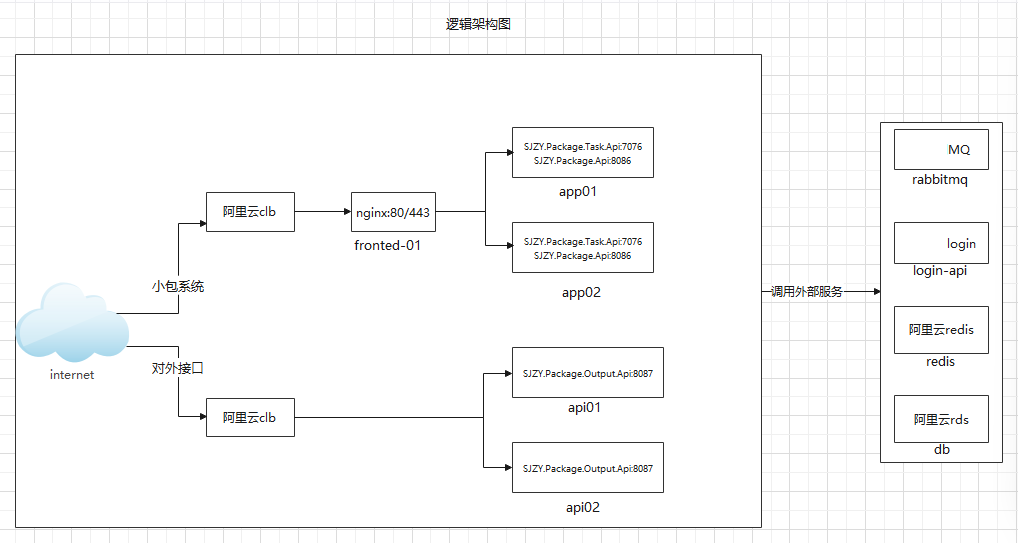 逻辑架构图
SJZY.Package.Task.Api:7076
SJZY.Package.Api:8086
app01
阿里云clb
nginx:80/443
fronted-01
SJZY.Package.Task.Api:7076
SJZY.Package.Api:8086
app02
小包系统
internet
对外接口
阿里云clb
SJZY.Package.Output.Api:8087
api01
SJZY.Package.Output.Api:8087
api02
调用外部服务
MQ
rabbitmq
login
login-api
阿里云redis
redis
阿里云rds
db